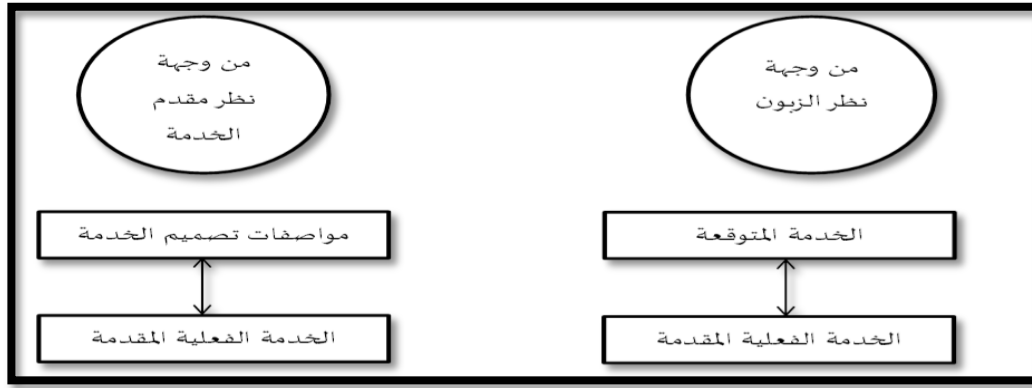 من وجهة
نظر الزبون
الخدمة المتوقعة
الخدمة الفعلية المقدمة
من وجهة
نظر مقدم
الخدمة
مواصفات تصميم الخدمة
الخدمة الفعلية المقدمة